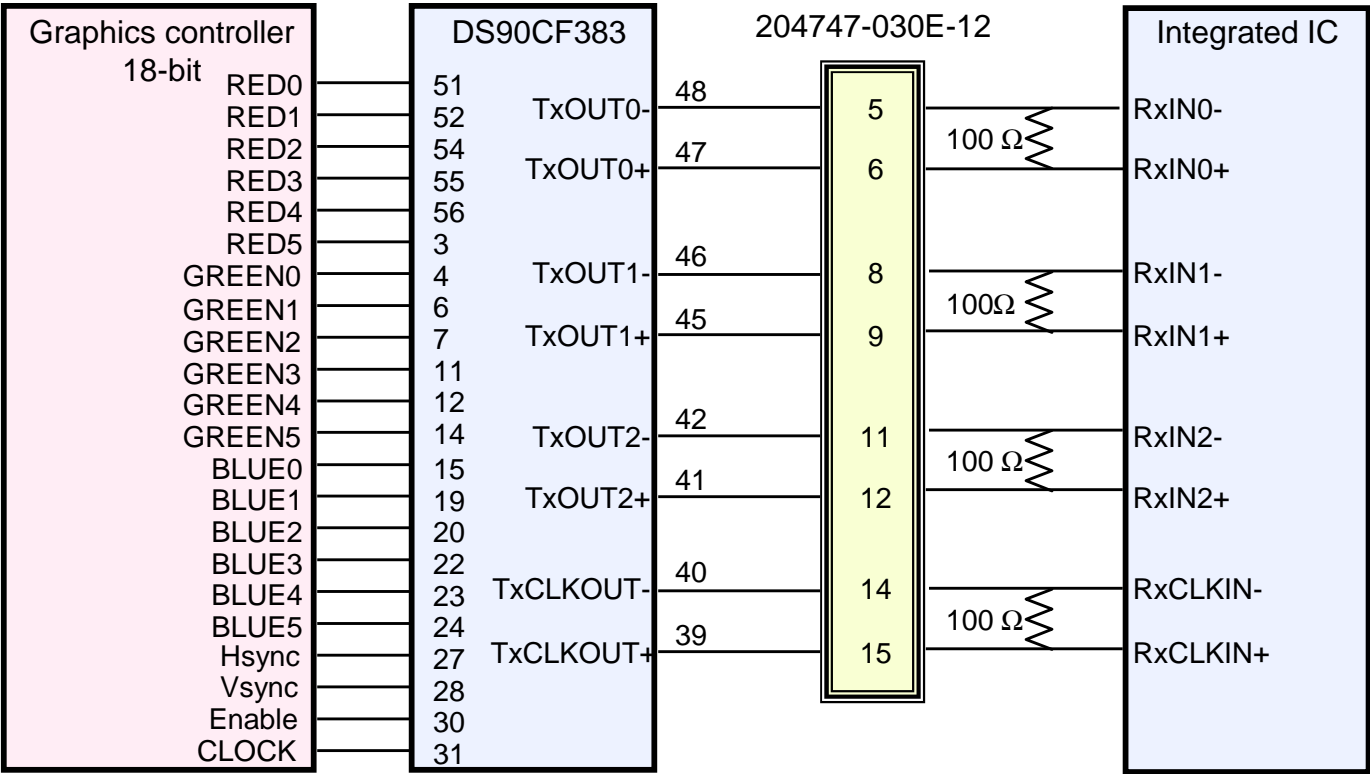 Graphics controller
18-bit
RED0
RED1
RED2
RED3
RED4
RED5
GREEN0
GREEN1
GREEN2
GREEN3
GREEN4
GREEN5
BLUE0
BLUE1
BLUE2
BLUE3
BLUE4
BLUE5
Hsync
Vsync
Enable
CLOCK
DS90CF383
51
52
54
55
56
3
4
6
7
11
12
14
15
19
20
22
23
24
27
28
30
31
TxOUT0-
TxOUT0+
TxOUT1-
TxOUT1+
TxOUT2-
TxOUT2+
TxCLKOUT-
TxCLKOUT+
48
47
46
45
42
41
40
39
204747-030E-12
5
6
8
9
11
12
14
15
100 Ω
100Ω
100 Ω
100 Ω
Integrated IC
RxIN0-
RxIN0+
RxIN1-
RxIN1+
RxIN2-
RxIN2+
RxCLKIN-
RxCLKIN+